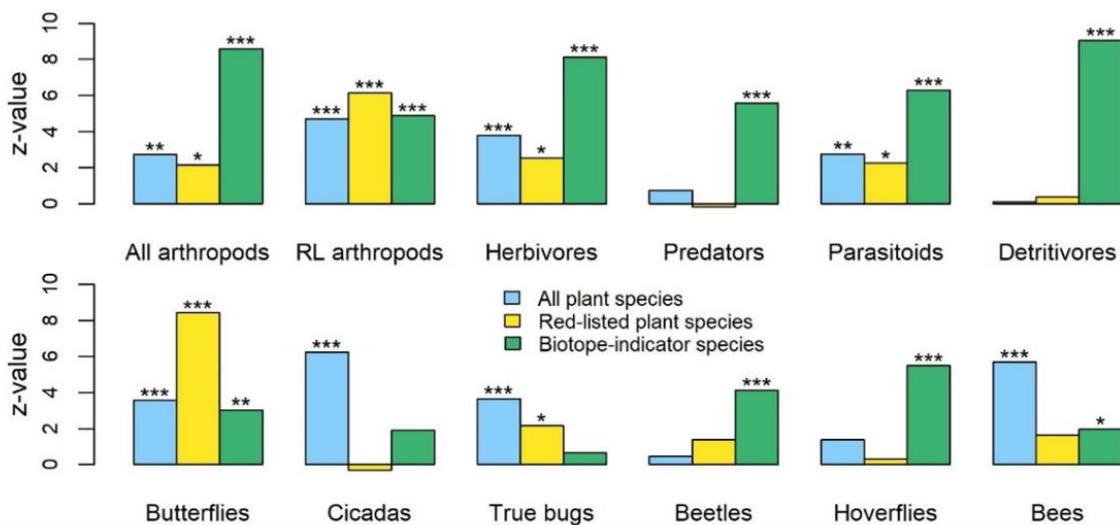 z-value
10
8
6
4
2
0
** * ***
*** *** ***
*** * ***
***
** * ***
***
All arthropods RL arthropods Herbivores Predators Parasitoids Detritivores
z-value
10
8
6
4
2
0
All plant species
Red-listed plant species
Biotope-indicator species
*** *** **
***
*** *
***
***
*** *
Butterflies Cicadas True bugs Beetles Hoverflies Bees